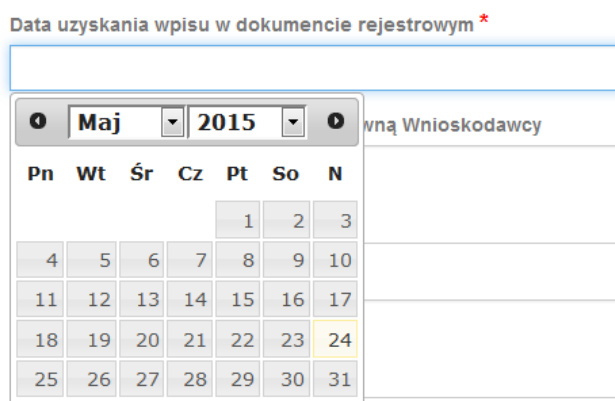 Data uzyskania wpisu w dokumencie rejestrowym *
Maj 2015
wną Wnioskodawcy
Pn Wt Śr Cz Pt So N
1 2 3
4 5 6 7 8 9 10
11 12 13 14 15 16 17
18 19 20 21 22 23 24
25 26 27 28 29 30 31